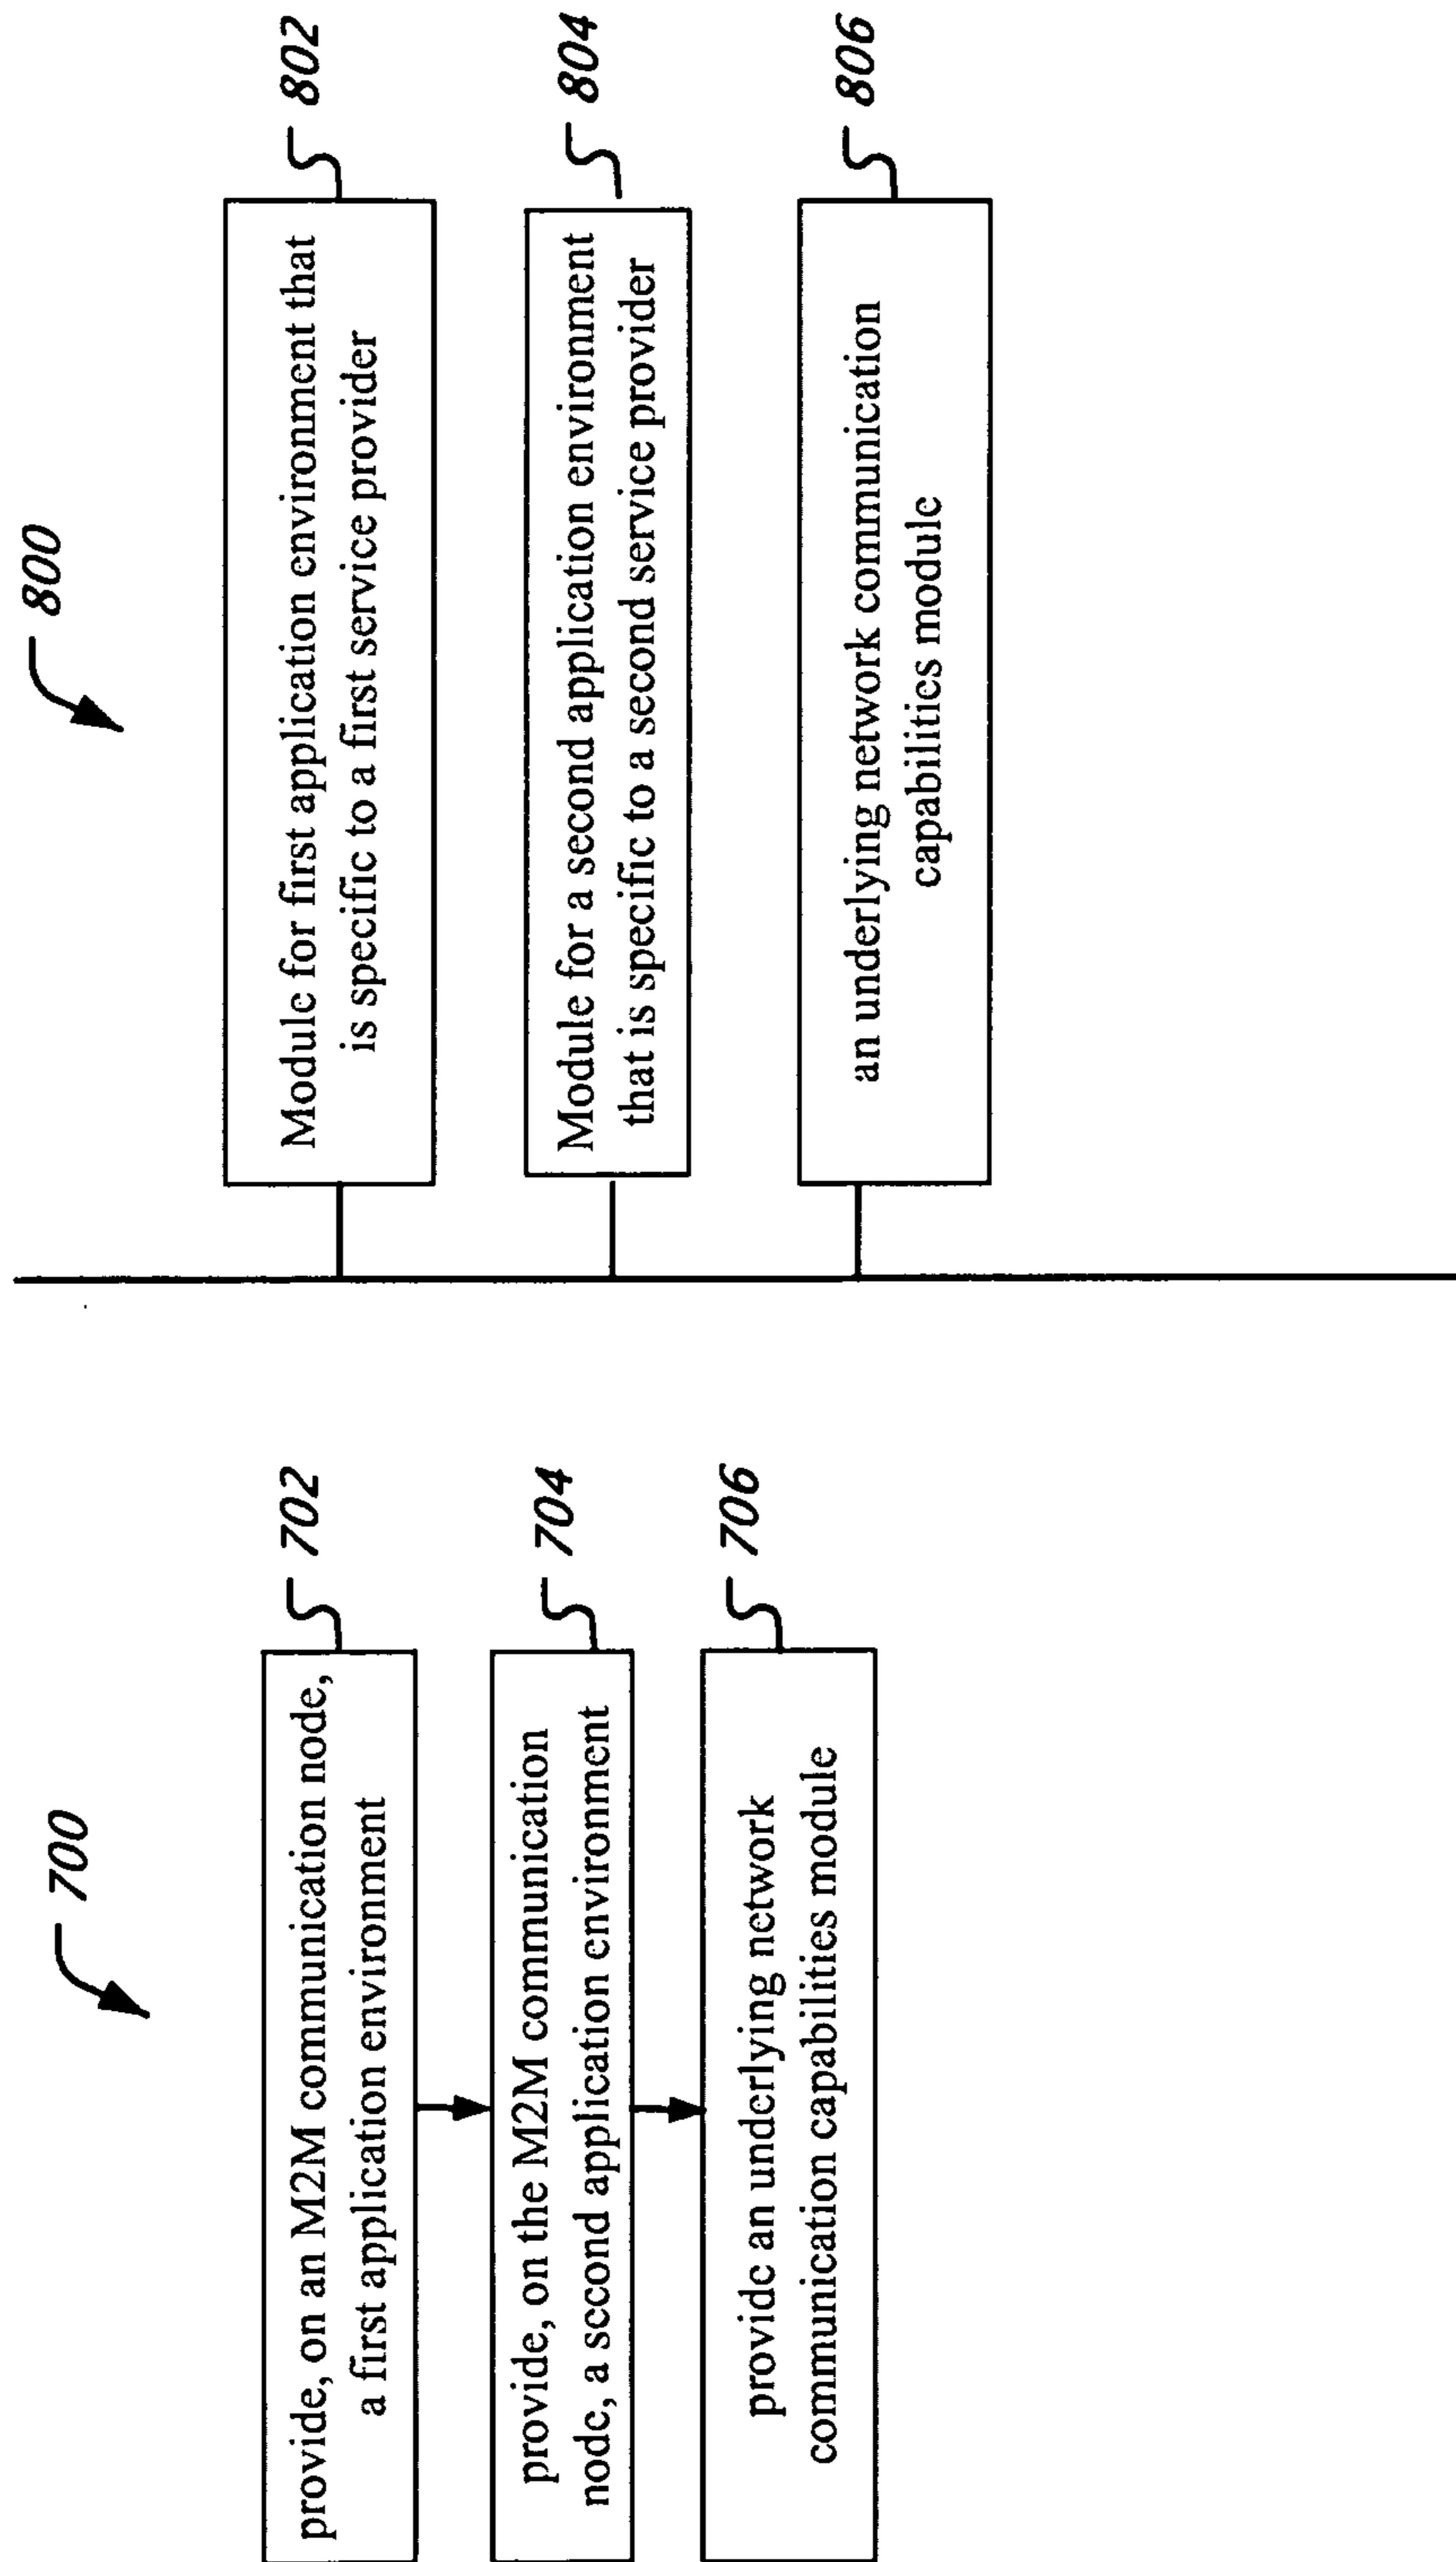 700
provide, on an M2M communication node,
a first application environment
702
provide, on the M2M communication
node, a second application environment
704
provide an underlying network
communication capabilities module
706
800
Module for first application environment that
is specific to a first service provider
802
Module for a second application environment
that is specific to a second service provider
804
an underlying network communication
capabilities module
806